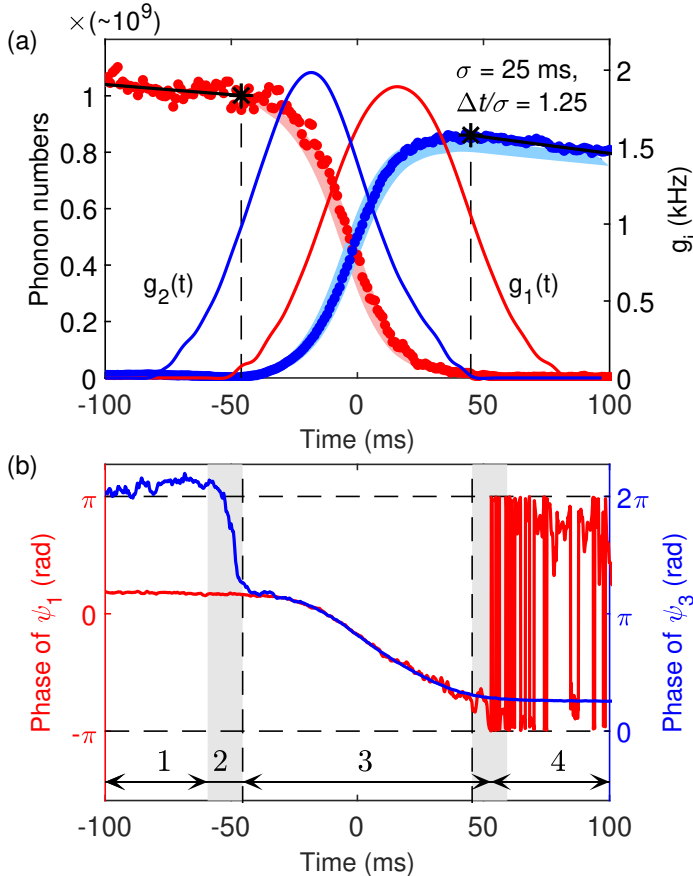 × (~10⁹)
(a)
σ = 25 ms,
Δt/σ = 1.25
Phonon numbers
1
0.8
0.6
0.4
0.2
0
g₂(t)
g₁(t)
2
1.5
1
0.5
0
gᵢ (kHz)
-100
-50
0
50
100
Time (ms)
(b)
Phase of ψ₁ (rad)
π
0
-π
2π
π
0
Phase of ψ₃ (rad)
1
2
3
4
-100
-50
0
50
100
Time (ms)